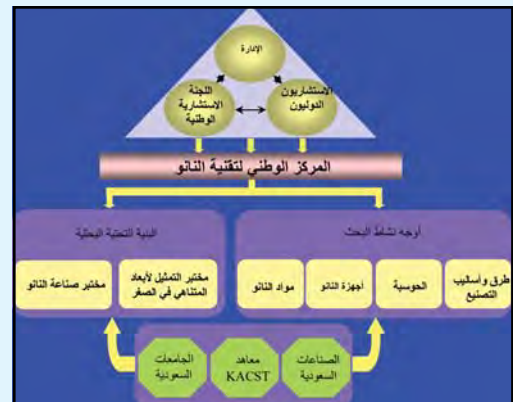 الإدارة
الاستشاريون
الدوليون
اللجنة
الاستشارية
الوطنية
المركز الوطني لتقنية النانو
أوجه نشاط البحث
البنية التحتية البحثية
طرق وأساليب
التصنيع
الحوسبة
أجهزة النانو
مواد النانو
مختبر التمثيل لأبعاد
المتناهي في الصغر
مختبر صناعة النانو
الصناعات
السعودية
معاهد
KACST
الجامعات
السعودية